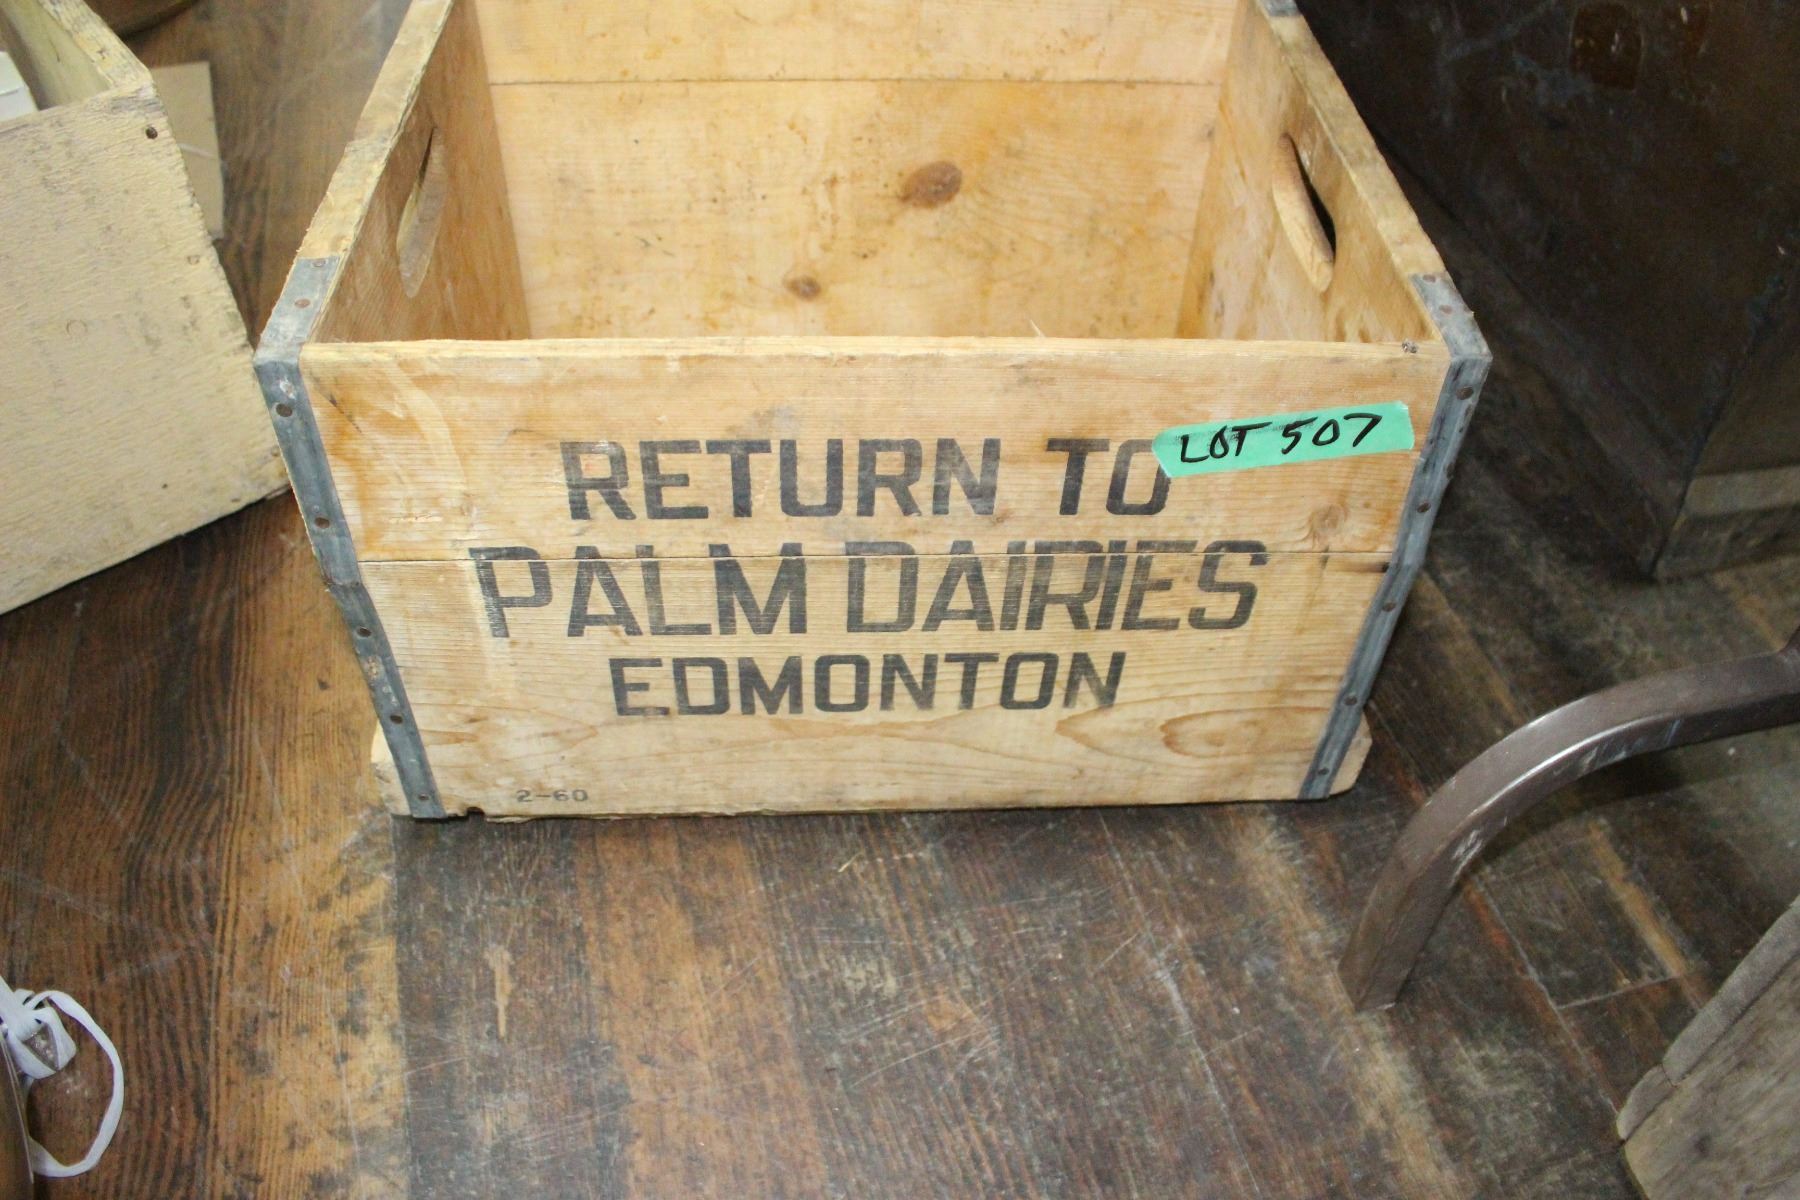 RETURN TO
LOT 507
PALM DAIRIES
EDMONTON
2-60